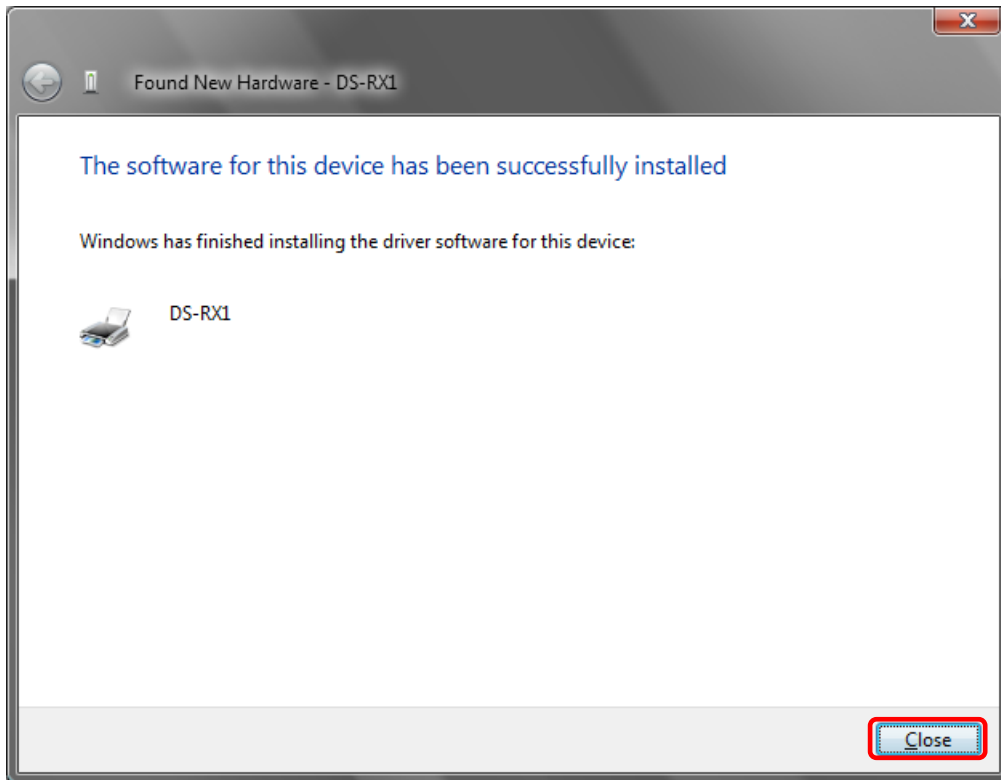 Found New Hardware - DS-RX1
The software for this device has been successfully installed
Windows has finished installing the driver software for this device:
DS-RX1
Close